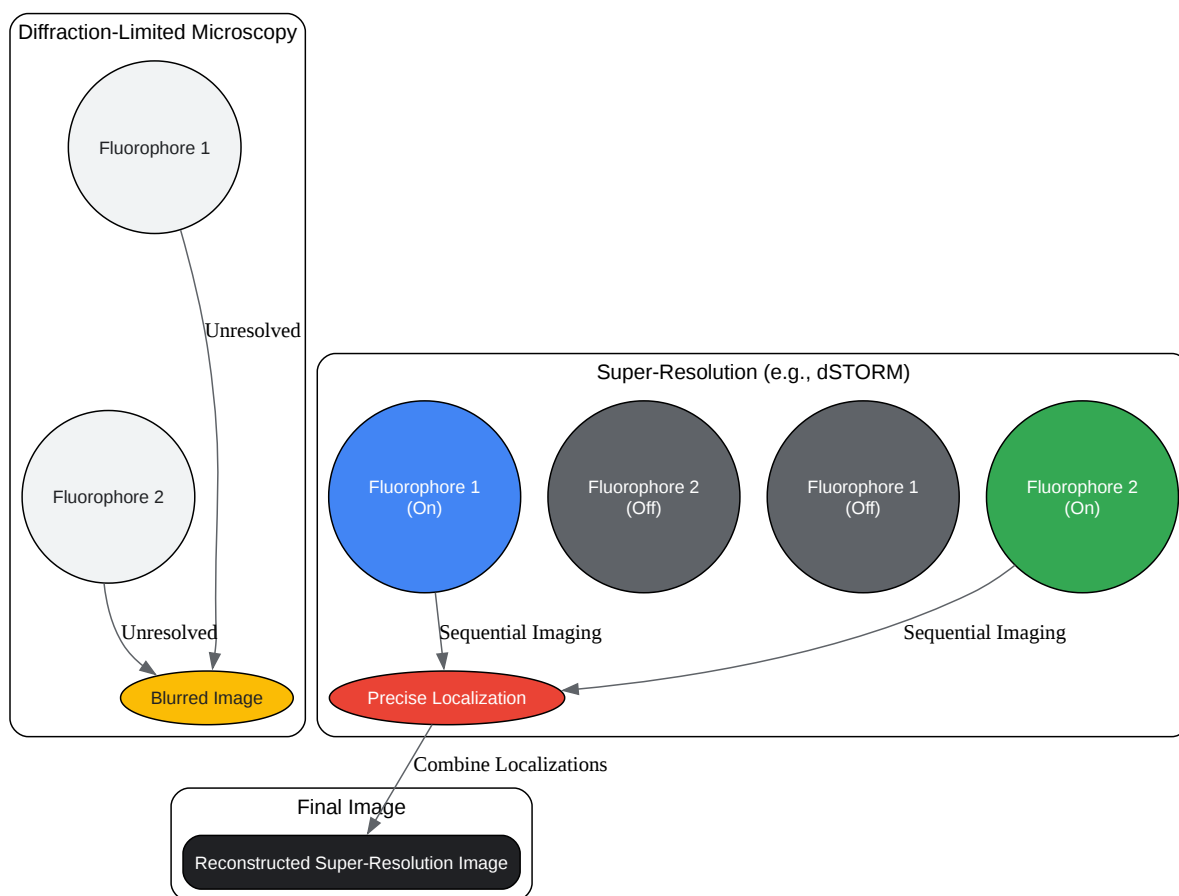 Diffraction-Limited Microscopy
Fluorophore 1
Unresolved
Fluorophore 2
Unresolved
Blurred Image
Super-Resolution (e.g., dSTORM)
Fluorophore 1
(On)
Fluorophore 2
(Off)
Fluorophore 1
(Off)
Fluorophore 2
(On)
Sequential Imaging
Sequential Imaging
Precise Localization
Combine Localizations
Final Image
Reconstructed Super-Resolution Image